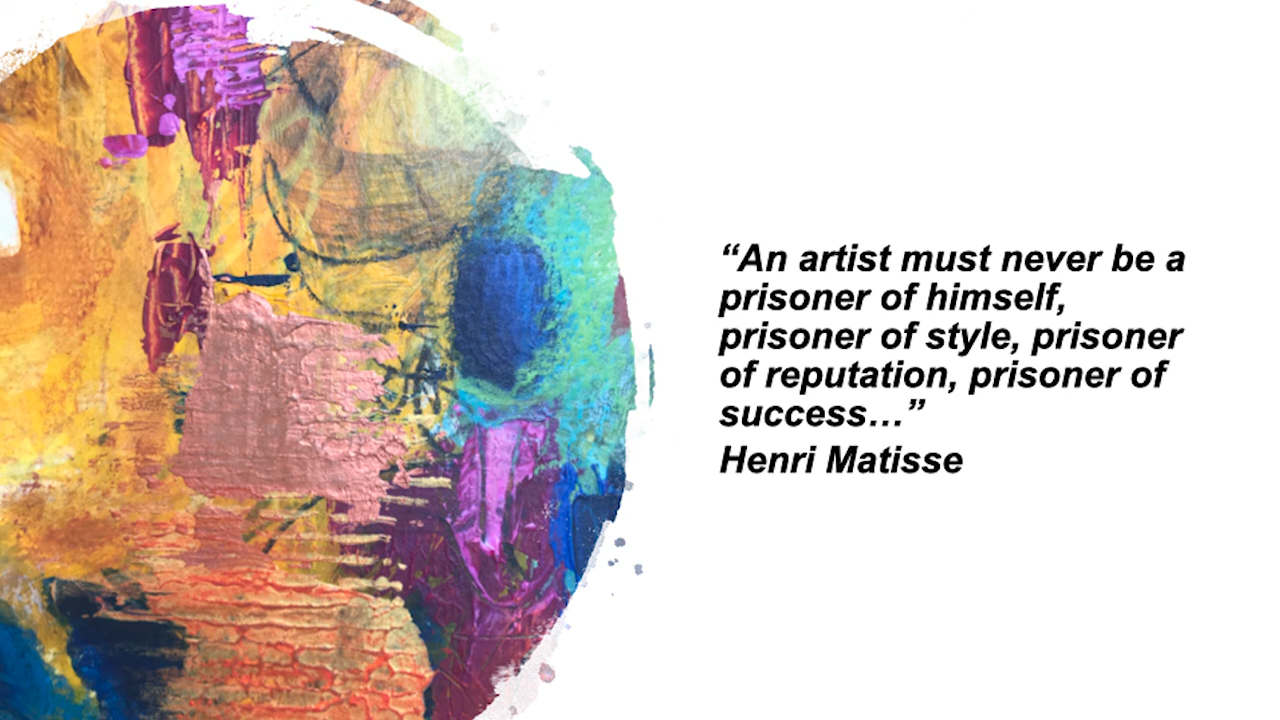 “An artist must never be a
prisoner of himself,
prisoner of style, prisoner
of reputation, prisoner of
success…”
Henri Matisse